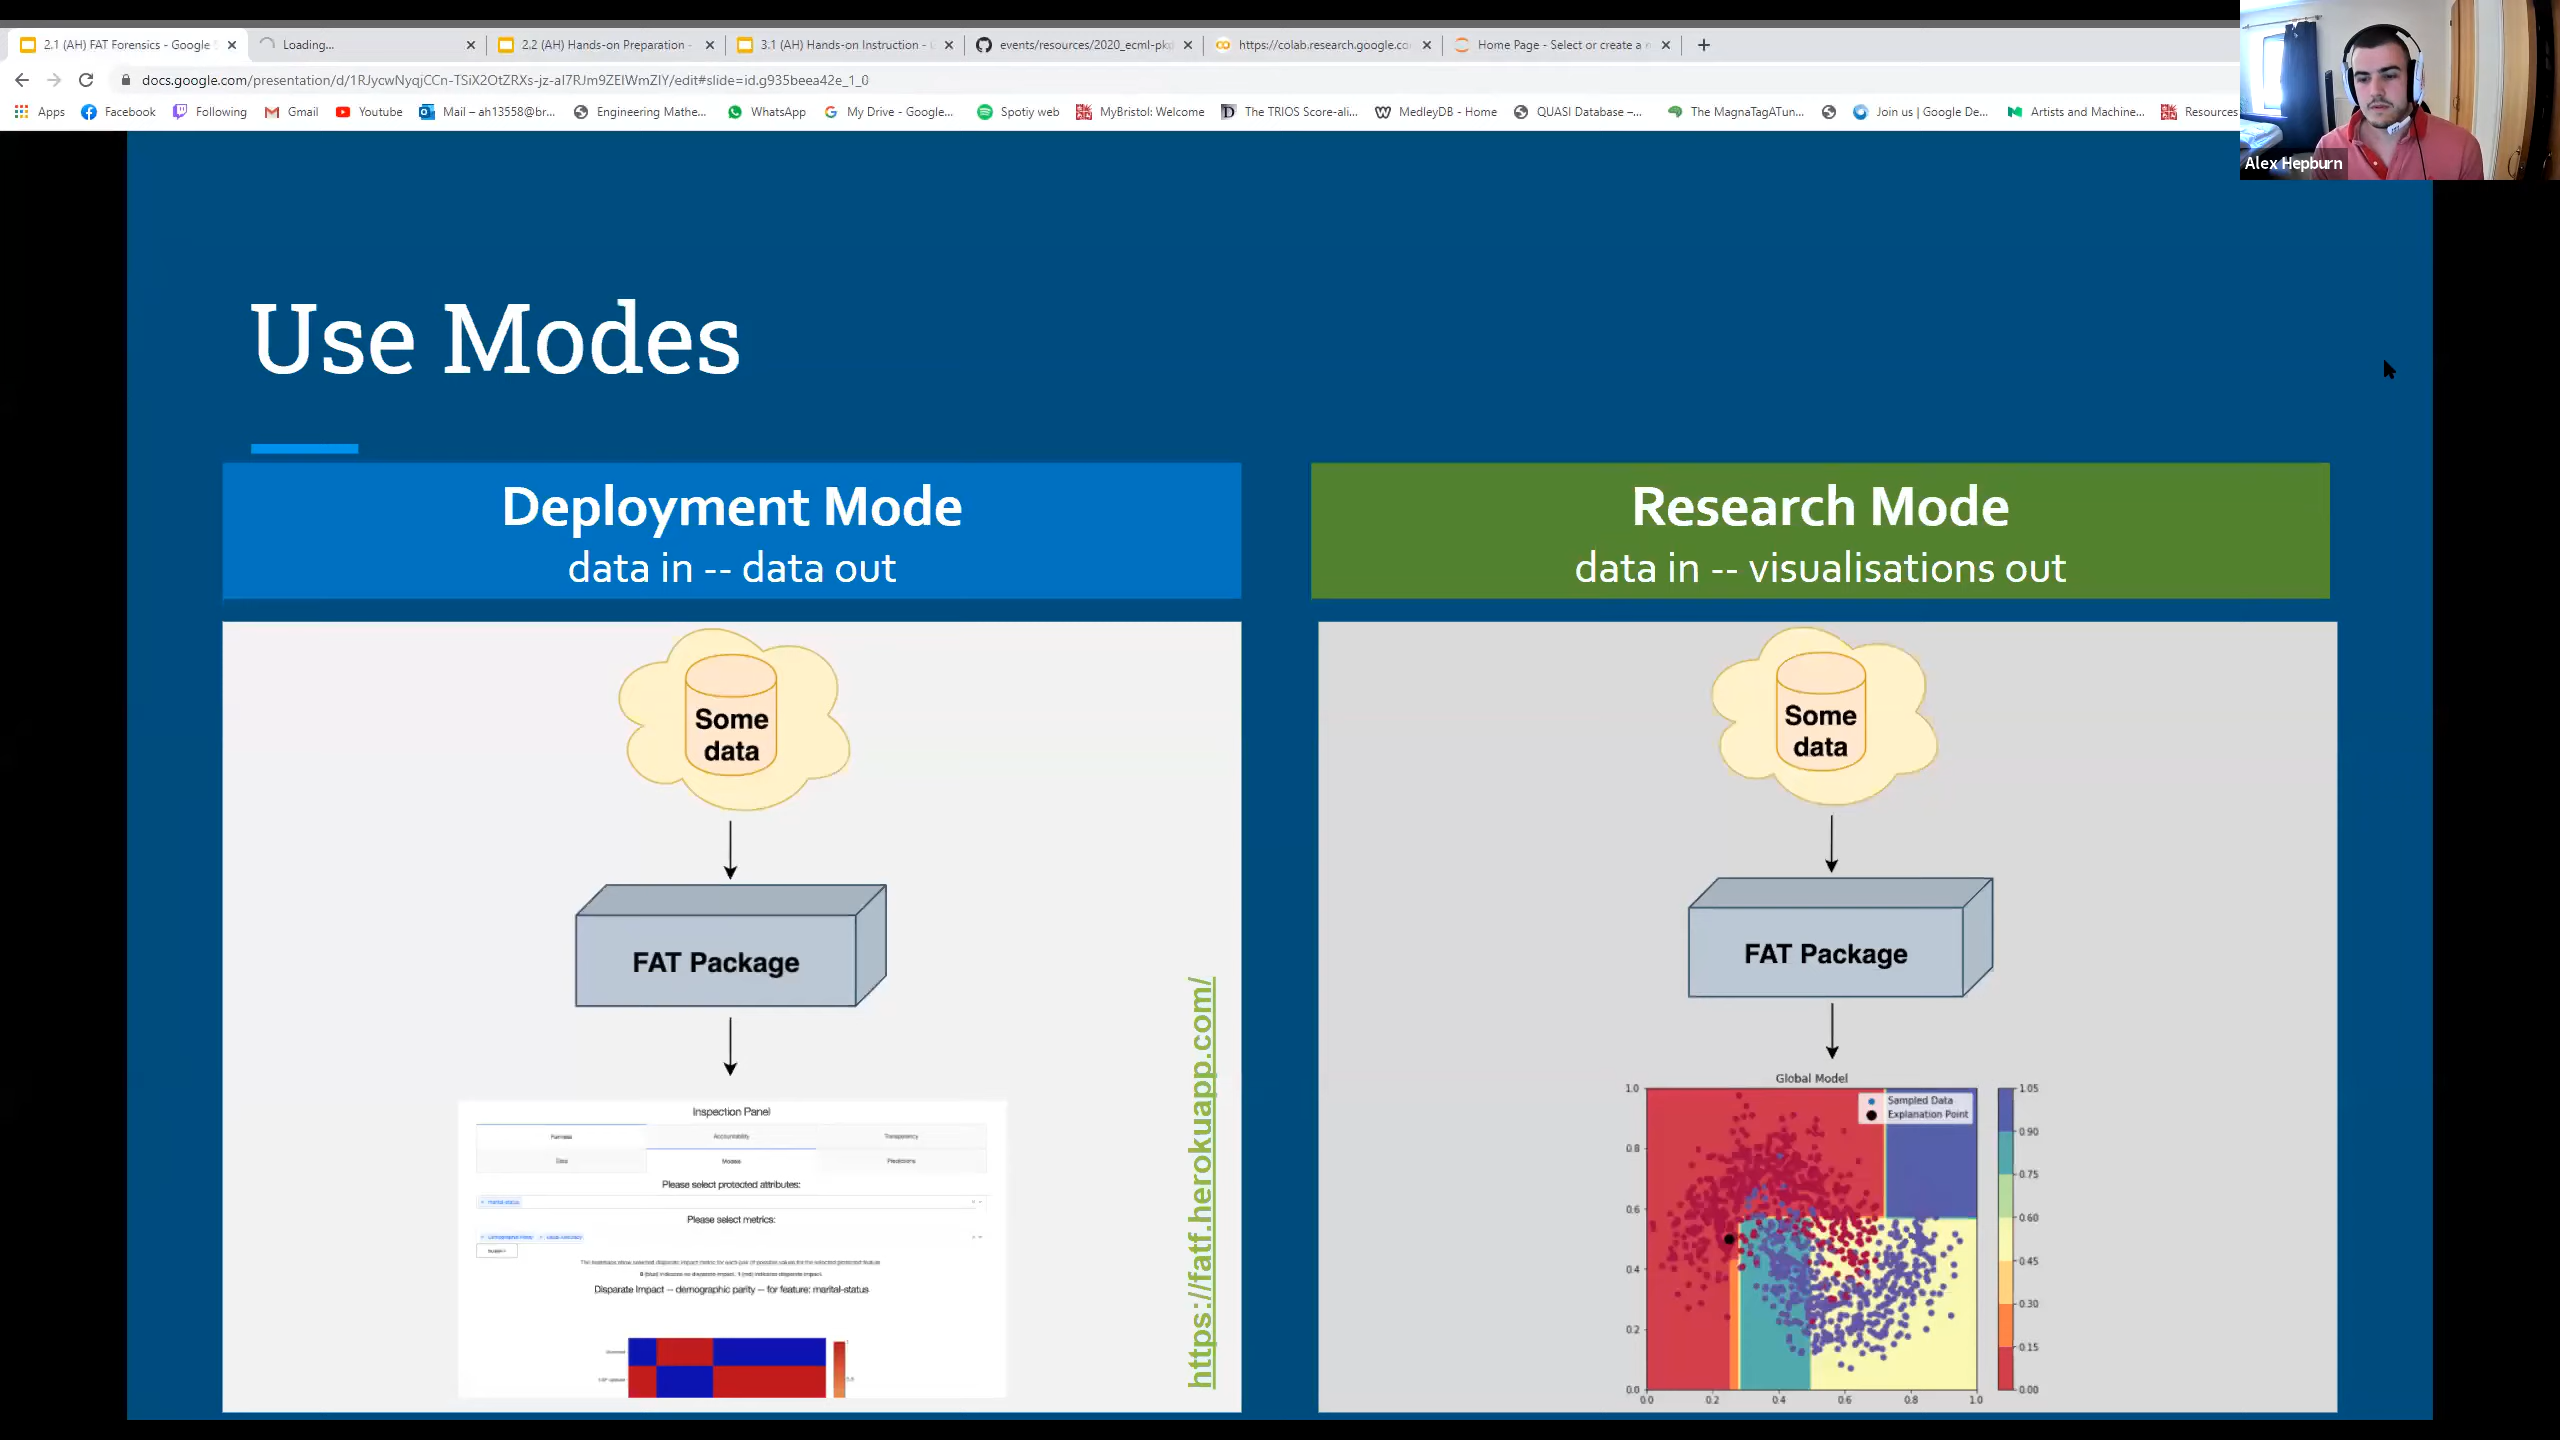 2.1 (AH) FAT Forensics - Google
Loading...
2.2 (AH) Hands-on Preparation -
3.1 (AH) Hands-on Instruction -
events/resources/2020_ecml-pkd
https://colab.research.google.co
Home Page - Select or create a n
docs.google.com/presentation/d/1RJycwNyqjCCn-TSiX2OtZRXs-jz-aI7RJm9ZEIWmZIY/edit#slide=id.g935beea42e_1_0
Apps
Facebook
Following
Gmail
Youtube
Mail – ah13558@br...
Engineering Mathe...
WhatsApp
My Drive - Google...
Spotiy web
MyBristol: Welcome
The TRIOS Score-ali...
MedleyDB - Home
QUASI Database –...
The MagnaTagATun...
Join us | Google De...
Artists and Machine...
Resources
Alex Hepburn
Use Modes
Deployment Mode
data in -- data out
Some
data
FAT Package
Inspection Panel
Fairness
Accountability
Transparency
Data
Models
Predictions
Please select protected attributes:
marital-status
Please select metrics:
Disparate Impact -- demographic parity -- for feature: marital-status
https://fatf.herokuapp.com/
Research Mode
data in -- visualisations out
Some
data
FAT Package
Global Model
Sampled Data
Explanation Point
1.0
0.8
0.6
0.4
0.2
0.0
0.0 0.2 0.4 0.6 0.8 1.0
1.05
0.90
0.75
0.60
0.45
0.30
0.15
0.00